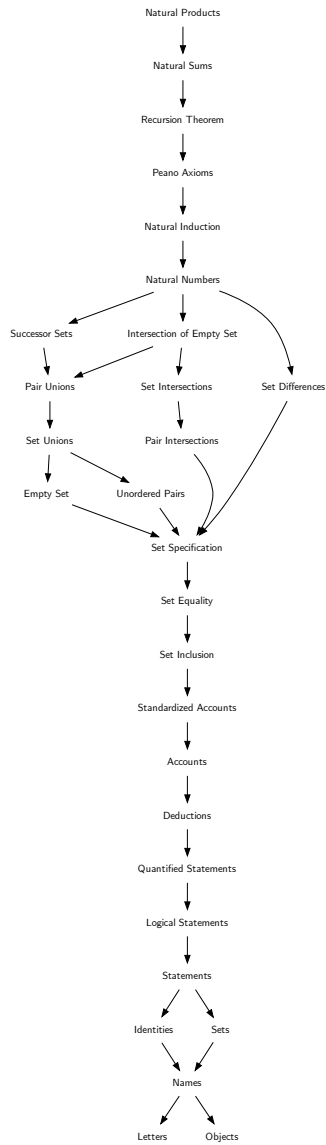 Natural Products
Natural Sums
Recursion Theorem
Peano Axioms
Natural Induction
Natural Numbers
Successor Sets
Intersection of Empty Set
Pair Unions
Set Intersections
Set Differences
Set Unions
Pair Intersections
Empty Set
Unordered Pairs
Set Specification
Set Equality
Set Inclusion
Standardized Accounts
Accounts
Deductions
Quantified Statements
Logical Statements
Statements
Identities
Sets
Names
Letters
Objects